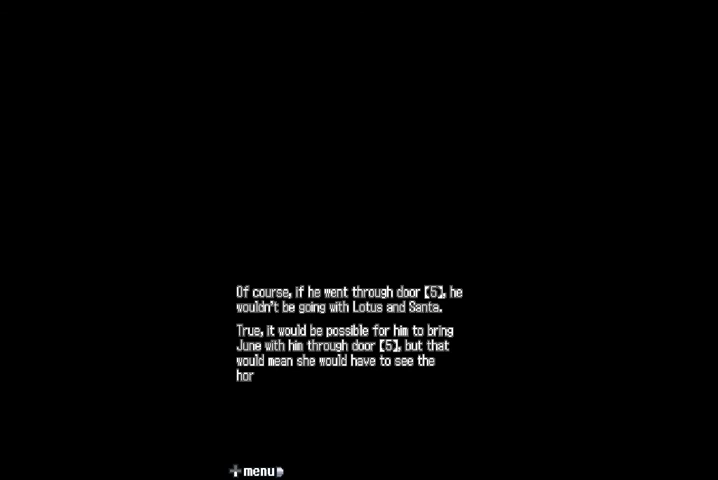 Of course, if he went through door【5】, he
wouldn't be going with Lotus and Santa.
True, it would be possible for him to bring
June with him through door【5】, but that
would mean she would have to see the
hor
menu